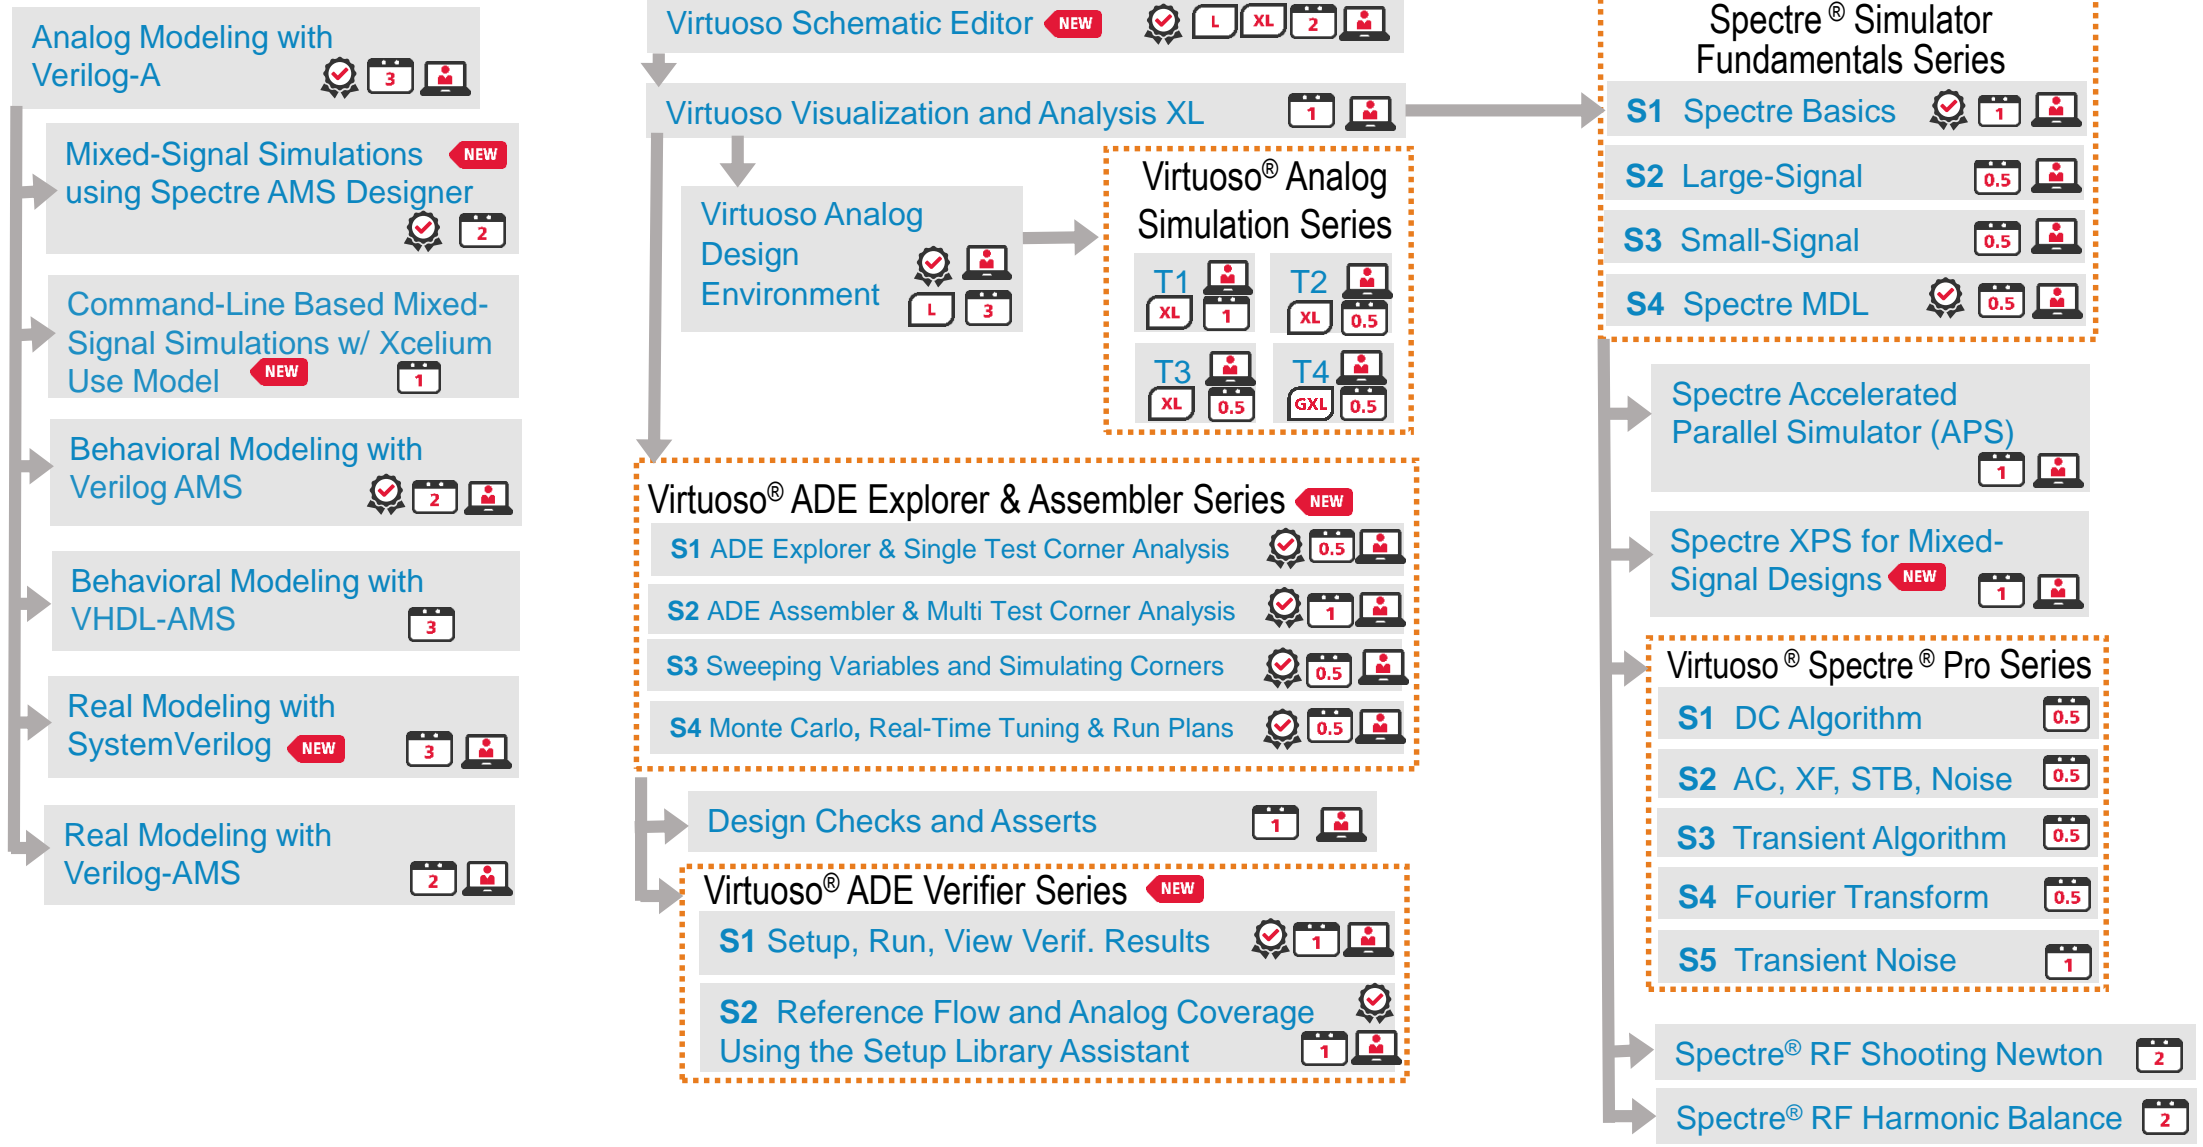 Analog Modeling with
Verilog-A
3
Mixed-Signal Simulations NEW
using Spectre AMS Designer
2
Command-Line Based Mixed-
Signal Simulations w/ Xcelium
Use Model NEW 1
Behavioral Modeling with
Verilog AMS 2
Behavioral Modeling with
VHDL-AMS 3
Real Modeling with
SystemVerilog NEW 3
Real Modeling with
Verilog-AMS 2
Virtuoso Schematic Editor NEW L XL 2
Virtuoso Visualization and Analysis XL 1
Virtuoso Analog
Design
Environment
L 3
Virtuoso® Analog
Simulation Series
T1 XL 1
T2 XL 0.5
T3 XL 0.5
T4 GXL 0.5
Virtuoso® ADE Explorer & Assembler Series NEW
S1 ADE Explorer & Single Test Corner Analysis 0.5
S2 ADE Assembler & Multi Test Corner Analysis 1
S3 Sweeping Variables and Simulating Corners 0.5
S4 Monte Carlo, Real-Time Tuning & Run Plans 0.5
Design Checks and Asserts 1
Virtuoso® ADE Verifier Series NEW
S1 Setup, Run, View Verif. Results 1
S2 Reference Flow and Analog Coverage
Using the Setup Library Assistant 1
Spectre® Simulator
Fundamentals Series
S1 Spectre Basics 1
S2 Large-Signal 0.5
S3 Small-Signal 0.5
S4 Spectre MDL 0.5
Spectre Accelerated
Parallel Simulator (APS)
1
Spectre XPS for Mixed-
Signal Designs NEW 1
Virtuoso® Spectre® Pro Series
S1 DC Algorithm 0.5
S2 AC, XF, STB, Noise 0.5
S3 Transient Algorithm 0.5
S4 Fourier Transform 0.5
S5 Transient Noise 1
Spectre® RF Shooting Newton 2
Spectre® RF Harmonic Balance 2